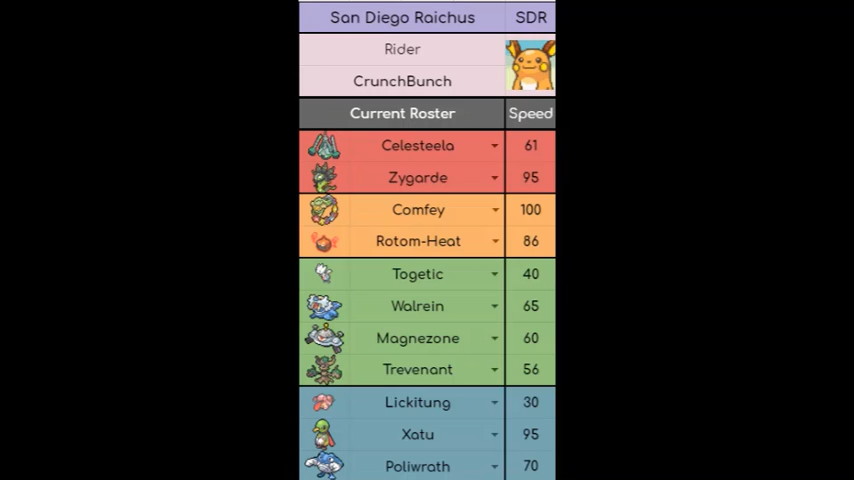 San Diego Raichus SDR
Rider
CrunchBunch
Current Roster Speed
Celesteela 61
Zygarde 95
Comfey 100
Rotom-Heat 86
Togetic 40
Walrein 65
Magnezone 60
Trevenant 56
Lickitung 30
Xatu 95
Poliwrath 70